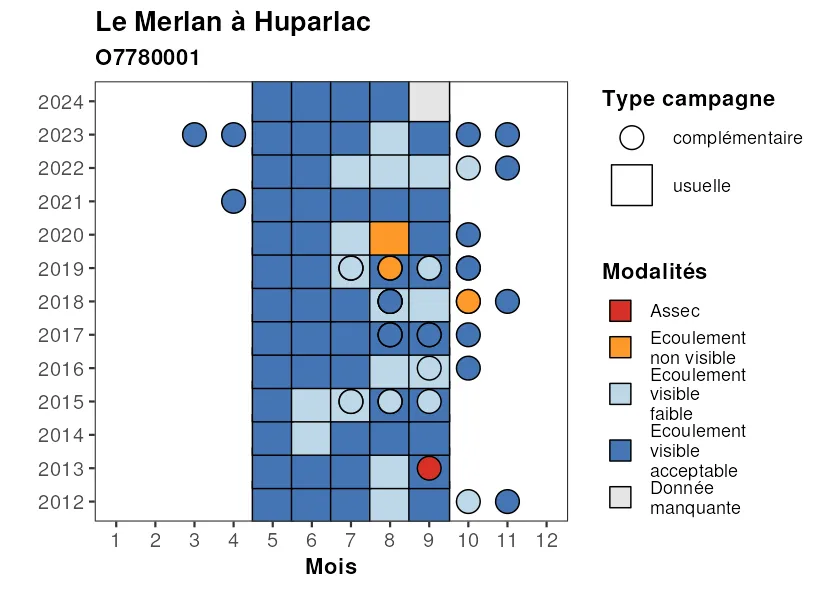 Le Merlan à Huparlac
O7780001
2024
2023
2022
2021
2020
2019
2018
2017
2016
2015
2014
2013
2012
1 2 3 4 5 6 7 8 9 10 11 12
Mois
Type campagne
complémentaire
usuelle
Modalités
Assec
Ecoulement
non visible
Ecoulement
visible
faible
Ecoulement
visible
acceptable
Donnée
manquante